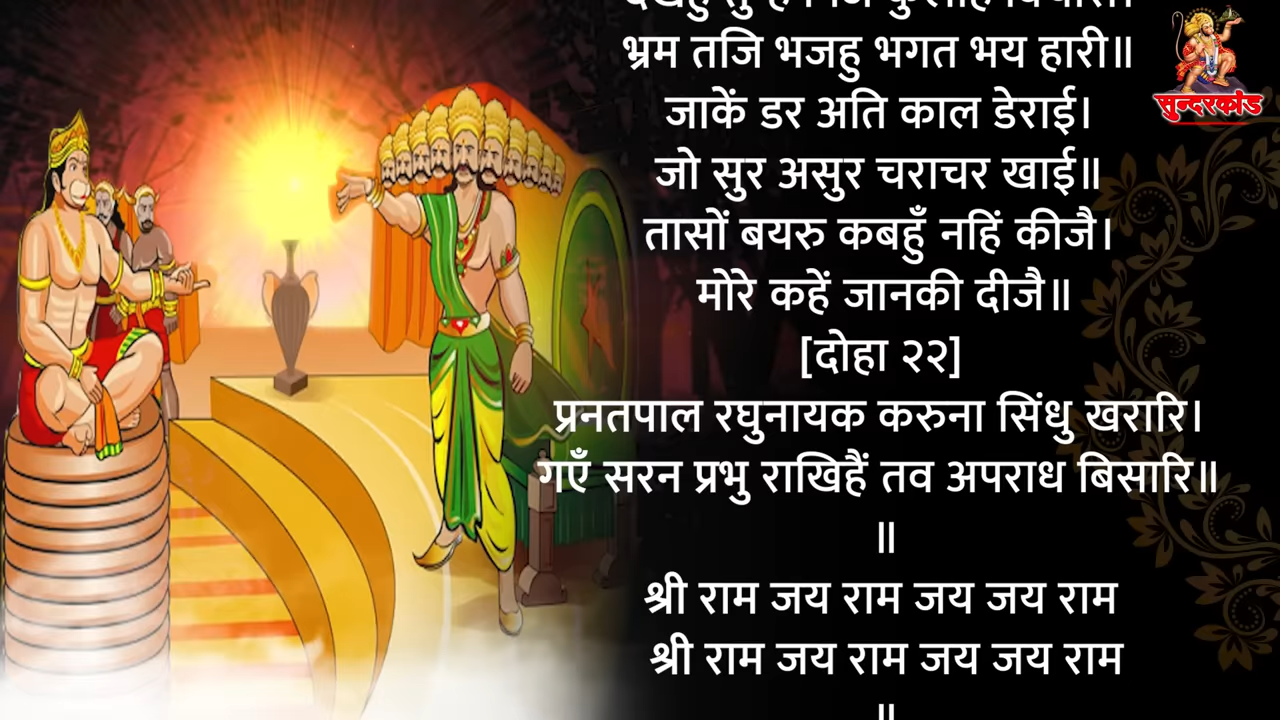 भ्रम तजि भजहु भगत भय हारी॥
जाकें डर अति काल डेराई।
जो सुर असुर चराचर खाई॥
तासों बयरु कबहुँ नहिं कीजै।
मोरे कहें जानकी दीजै॥
[दोहा २२]
प्रनतपाल रघुनायक करुना सिंधु खरारि।
गएँ सरन प्रभु राखिहैं तव अपराध बिसारि॥
॥
श्री राम जय राम जय जय राम
श्री राम जय राम जय जय राम
॥
सुन्दरकांड